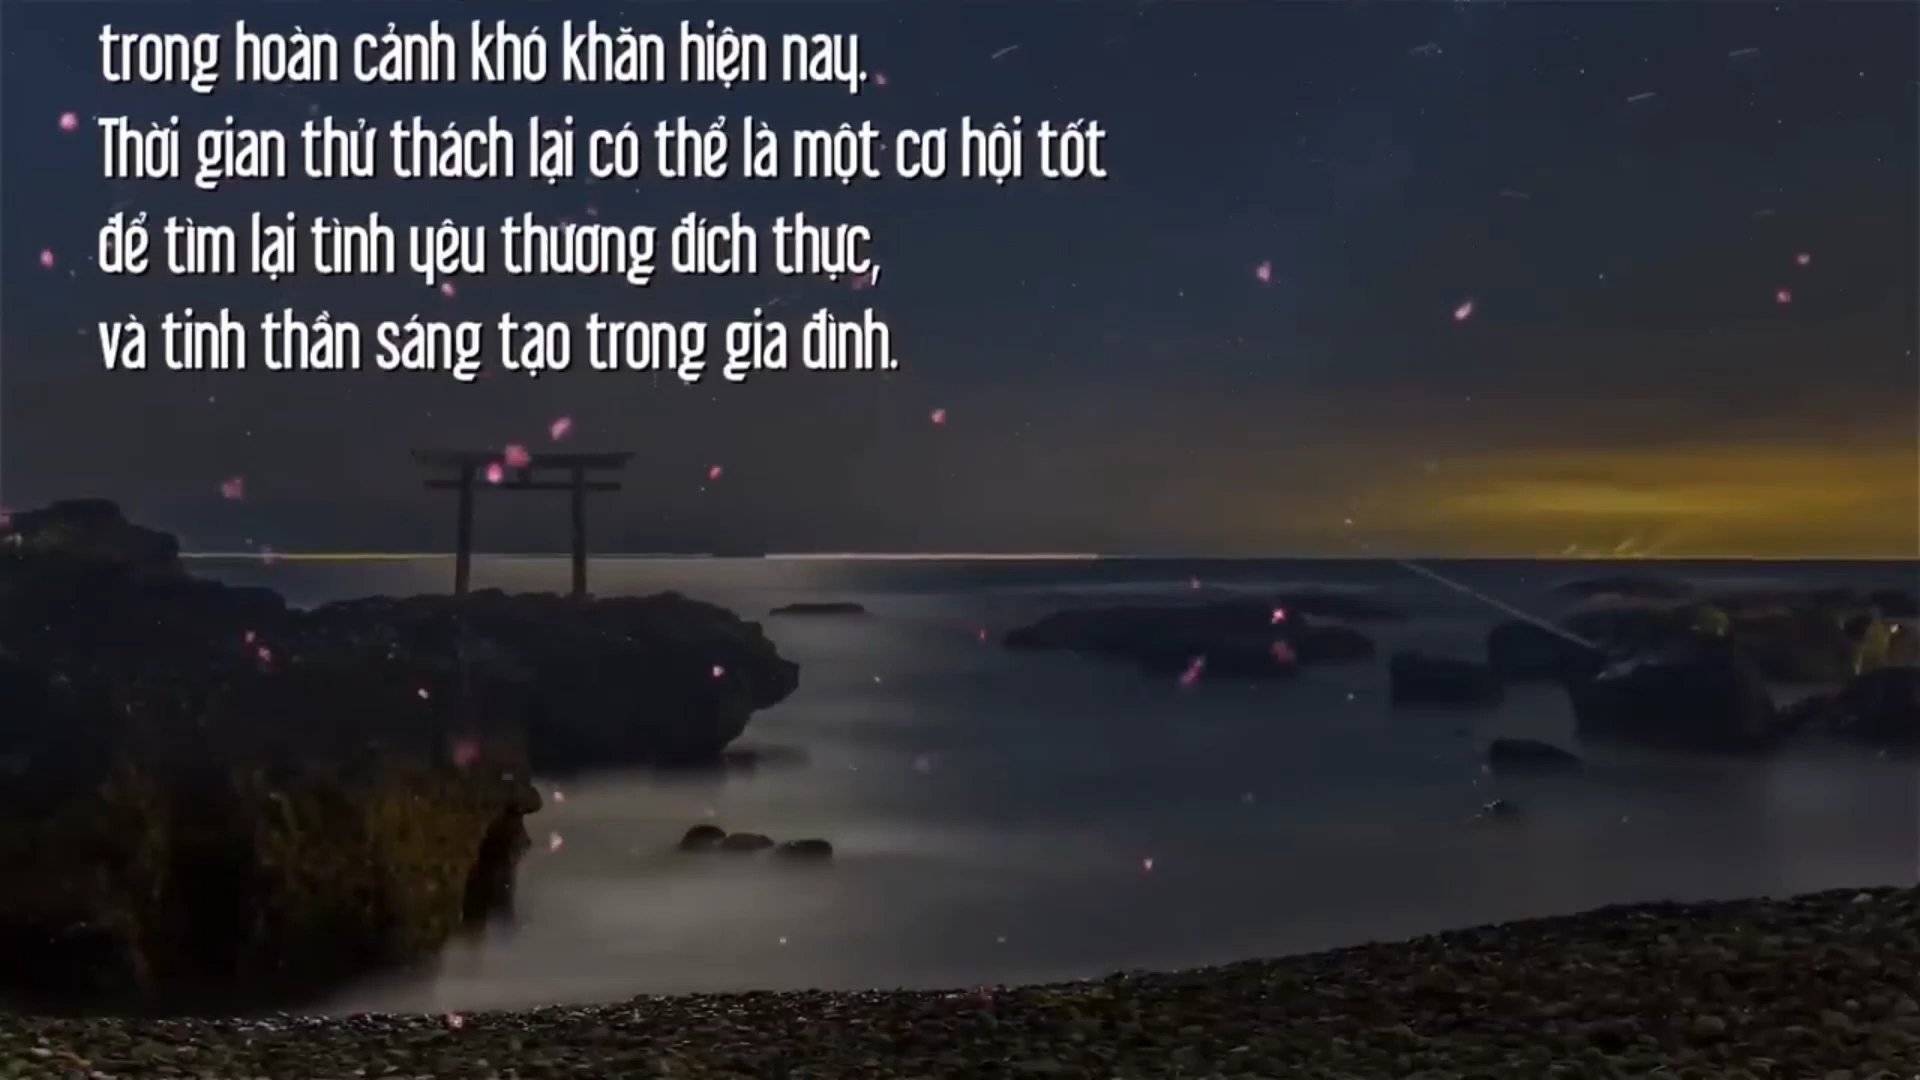 trong hoàn cảnh khó khăn hiện nay.
Thời gian thử thách lại có thể là một cơ hội tốt
để tìm lại tình yêu thương đích thực,
và tinh thần sáng tạo trong gia đình.